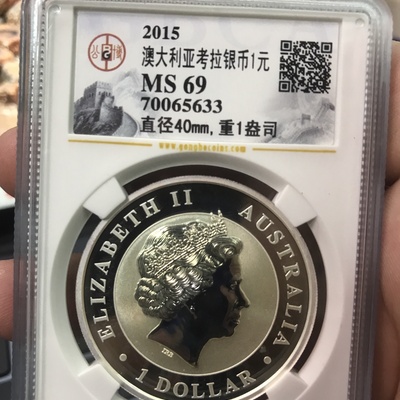 2015
澳大利亚考拉银币1元
MS 69
70065633
直径40mm,重1盎司
www.gongbocoins.com
ELIZABETH II
AUSTRALIA
1 DOLLAR
IRB